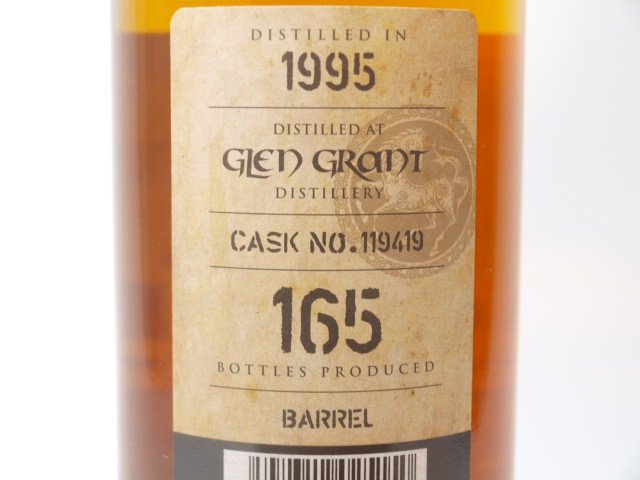 DISTILLED IN
1995
DISTILLED AT
GLEN GRANT
DISTILLERY
CASK NO.119419
165
BOTTLES PRODUCED
BARREL